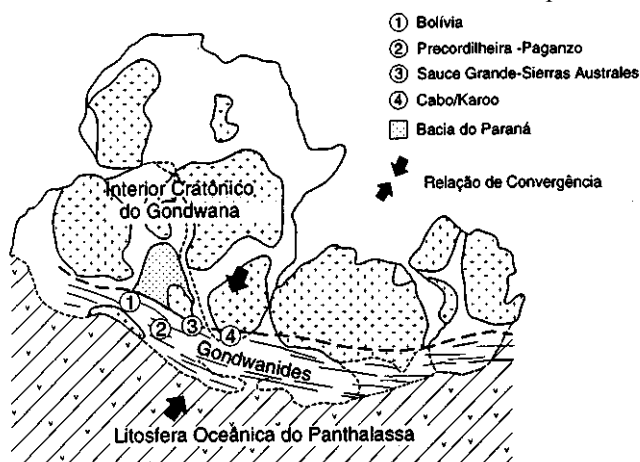 ① Bolívia
② Precordilheira -Paganzo
③ Sauce Grande-Sierras Australes
④ Cabo/Karoo
Bacia do Paraná
Relação de Convergência
Interior Cratônico
do Gondwana
①
②
③
④
Gondwanides
Litosfera Oceânica do Panthalassa